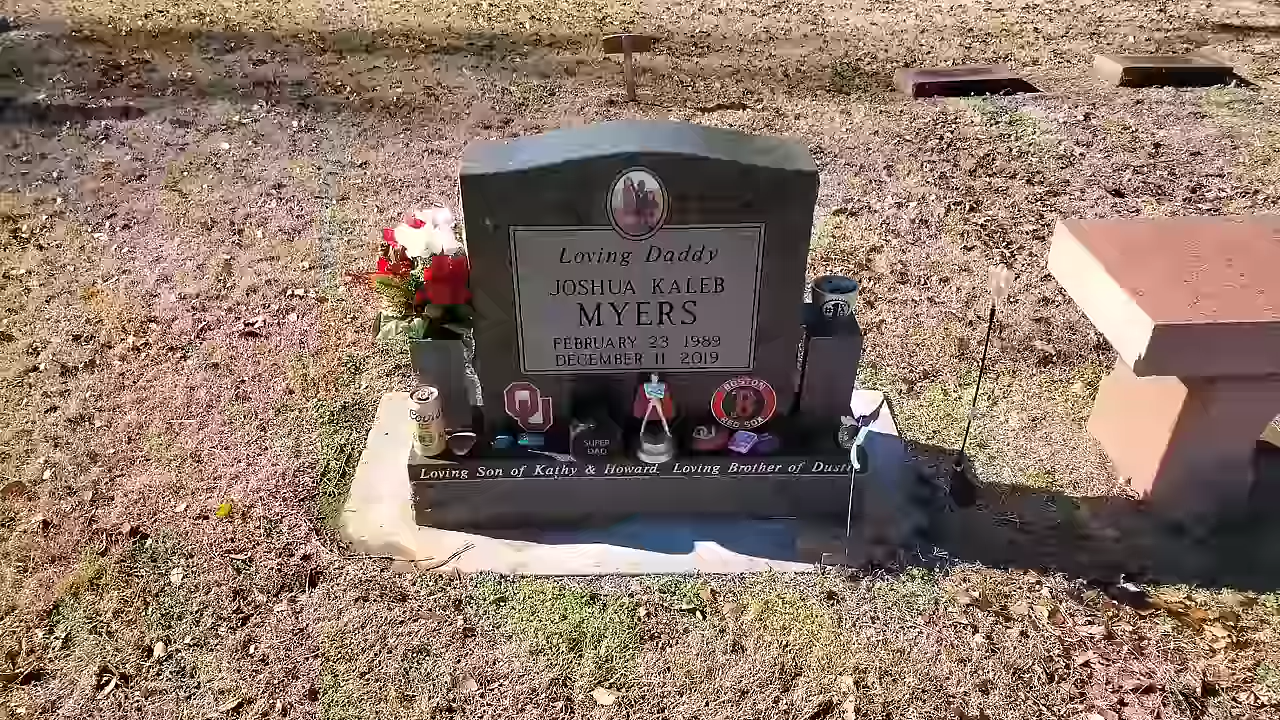 Loving Daddy
JOSHUA KALEB
MYERS
FEBRUARY 23 1989
DECEMBER 11 2019
OU
BOSTON
B
RED SOX
SUPER
DAD
Loving Son of Kathy & Howard Loving Brother of